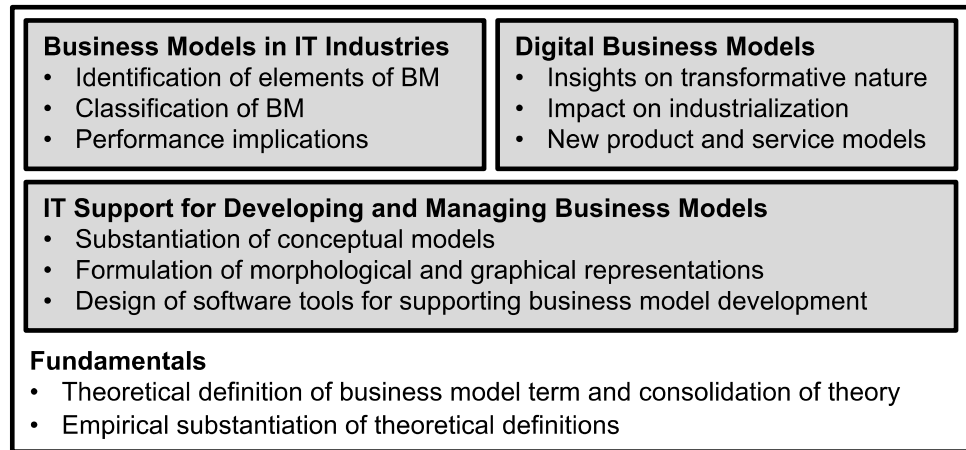 Business Models in IT Industries
• Identification of elements of BM
• Classification of BM
• Performance implications
Digital Business Models
• Insights on transformative nature
• Impact on industrialization
• New product and service models
IT Support for Developing and Managing Business Models
• Substantiation of conceptual models
• Formulation of morphological and graphical representations
• Design of software tools for supporting business model development
Fundamentals
• Theoretical definition of business model term and consolidation of theory
• Empirical substantiation of theoretical definitions